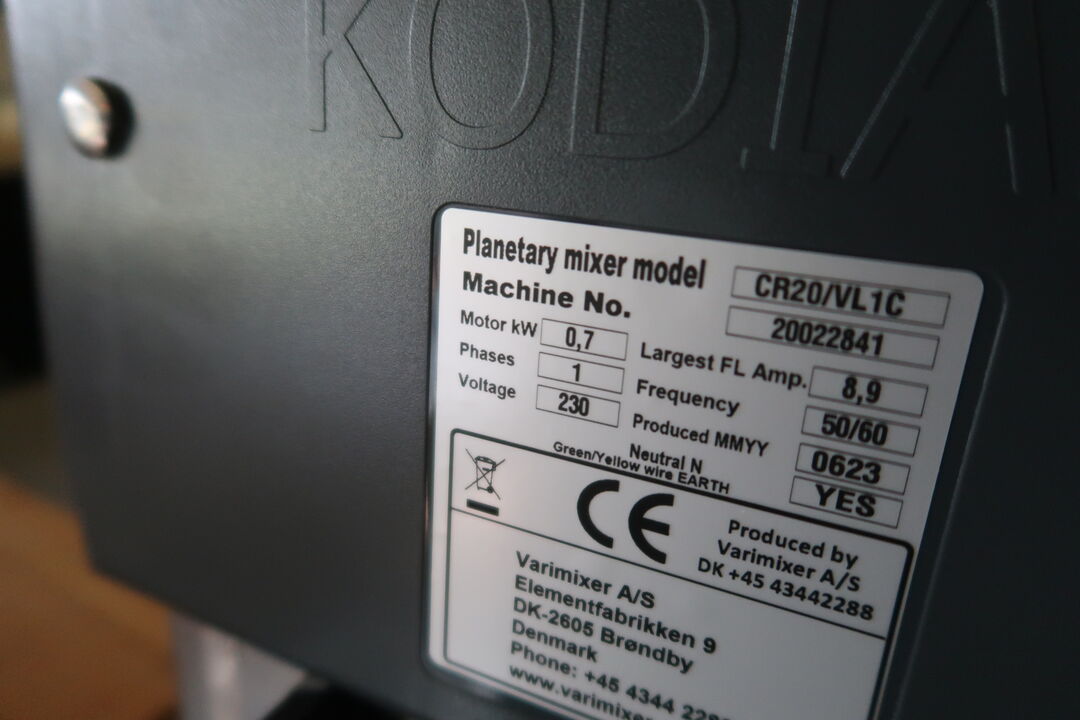 KODIA
Planetary mixer model CR20/VL1C
Machine No. 20022841
Motor kW 0,7 Largest FL Amp. 8,9
Phases 1 Frequency 50/60
Voltage 230 Produced MMYY 0623
Neutral N YES
Green/Yellow wire EARTH
CE
Produced by
Varimixer A/S
DK +45 43442288
Varimixer A/S
Elementfabrikken 9
DK-2605 Brøndby
Denmark
Phone: +45 4344 228
www.varimixe